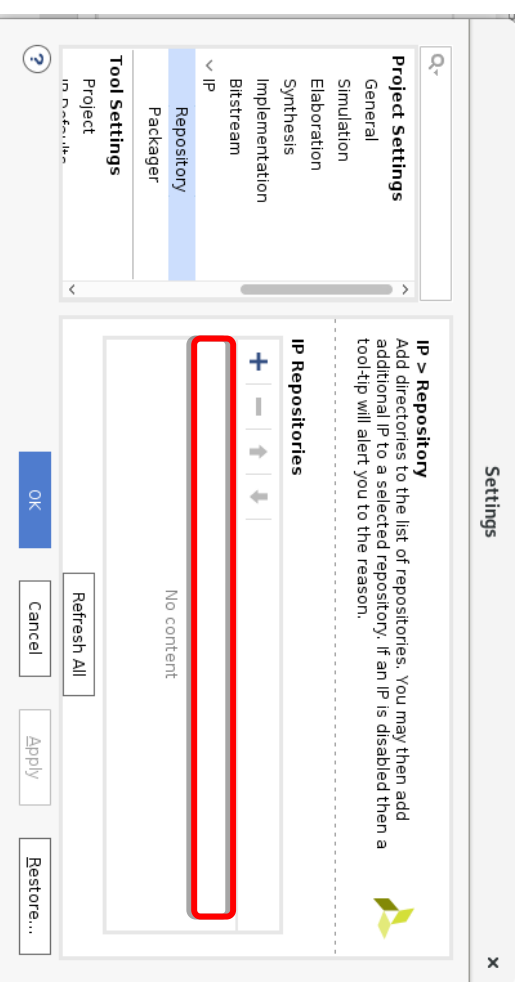 Settings
Project Settings
General
Simulation
Elaboration
Synthesis
Implementation
Bitstream
IP
Repository
Packager
Tool Settings
Project
IP Defaults
IP > Repository
Add directories to the list of repositories. You may then add
additional IP to a selected repository. If an IP is disabled then a
tool-tip will alert you to the reason.
IP Repositories
No content
Refresh All
?
OK
Cancel
Apply
Restore...